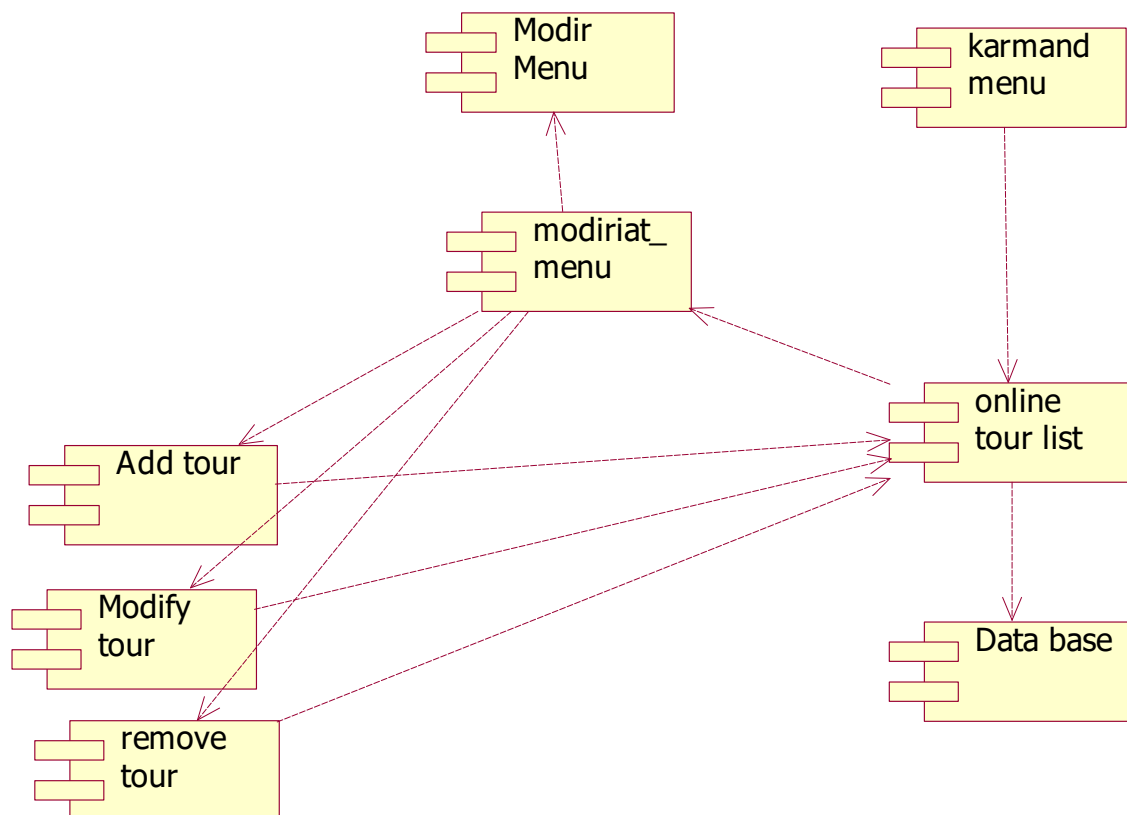 Modir
Menu
karmand
menu
modiriat_
menu
online
tour list
Add tour
Modify
tour
Data base
remove
tour